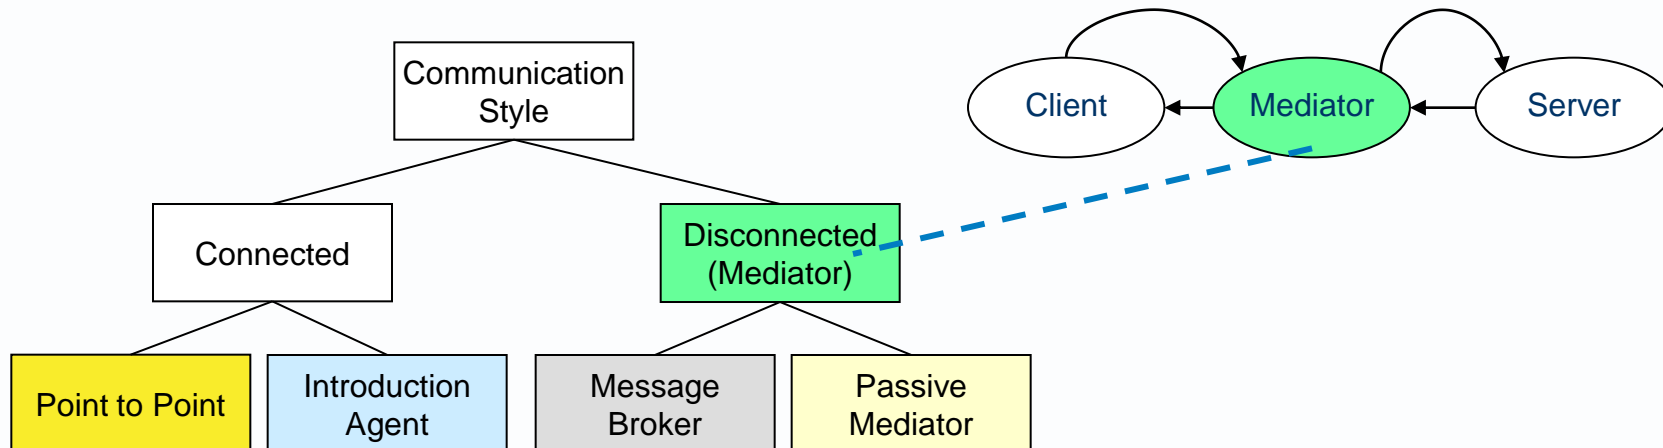 Communication
Style
Client
Mediator
Server
Connected
Disconnected
(Mediator)
Point to Point
Introduction
Agent
Message
Broker
Passive
Mediator